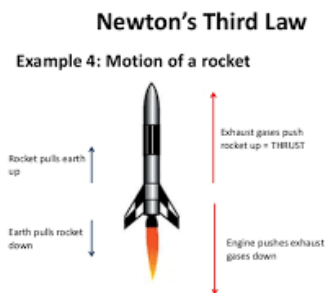 Newton's Third Law
Example 4: Motion of a rocket
Exhaust gases push
rocket up = THRUST
Rocket pulls earth
up
Earth pulls rocket
down
Engine pushes exhaust
gases down